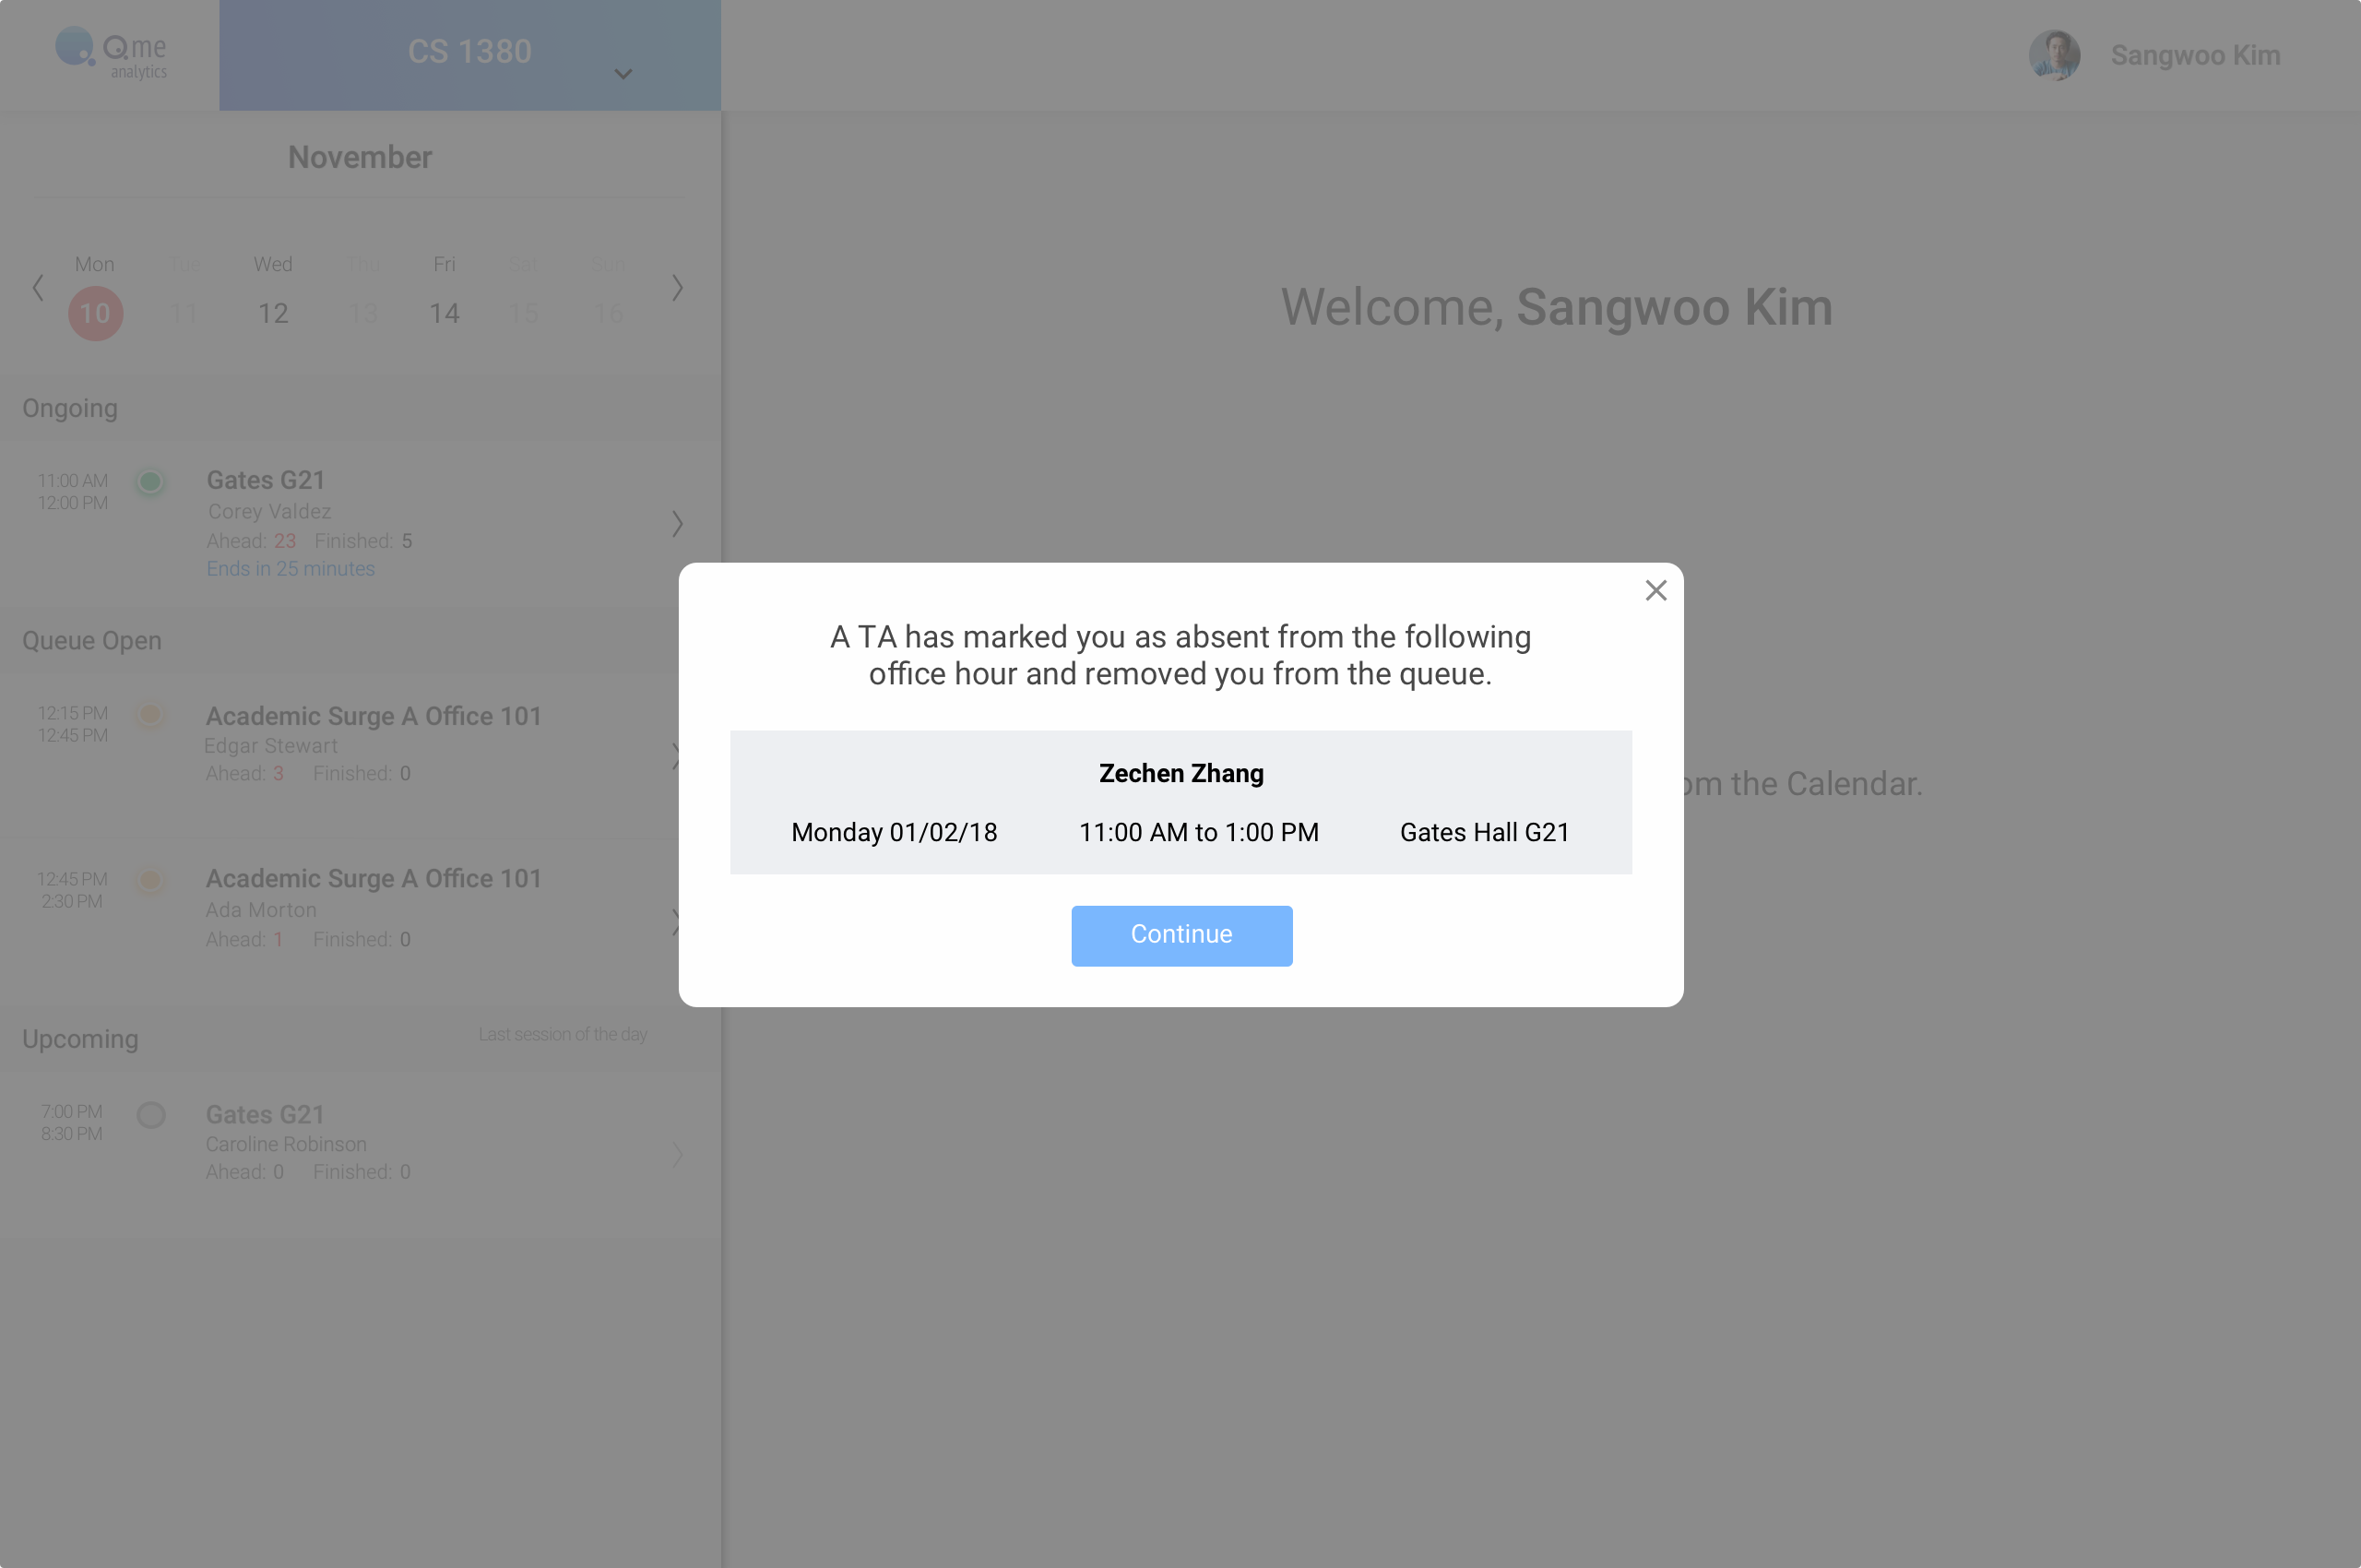 Qme
analytics
CS 1380
Sangwoo Kim
November
Mon Tue Wed Thu Fri Sat Sun
10 11 12 13 14 15 16
Welcome, Sangwoo Kim
Ongoing
11:00 AM
12:00 PM
Gates G21
Corey Valdez
Ahead: 23 Finished: 5
Ends in 25 minutes
Queue Open
12:15 PM
12:45 PM
Academic Surge A Office 101
Edgar Stewart
Ahead: 3 Finished: 0
12:45 PM
2:30 PM
Academic Surge A Office 101
Ada Morton
Ahead: 1 Finished: 0
Upcoming
Last session of the day
7:00 PM
8:30 PM
Gates G21
Caroline Robinson
Ahead: 0 Finished: 0
A TA has marked you as absent from the following
office hour and removed you from the queue.
Zechen Zhang
Monday 01/02/18 11:00 AM to 1:00 PM Gates Hall G21
Continue
the Calendar.